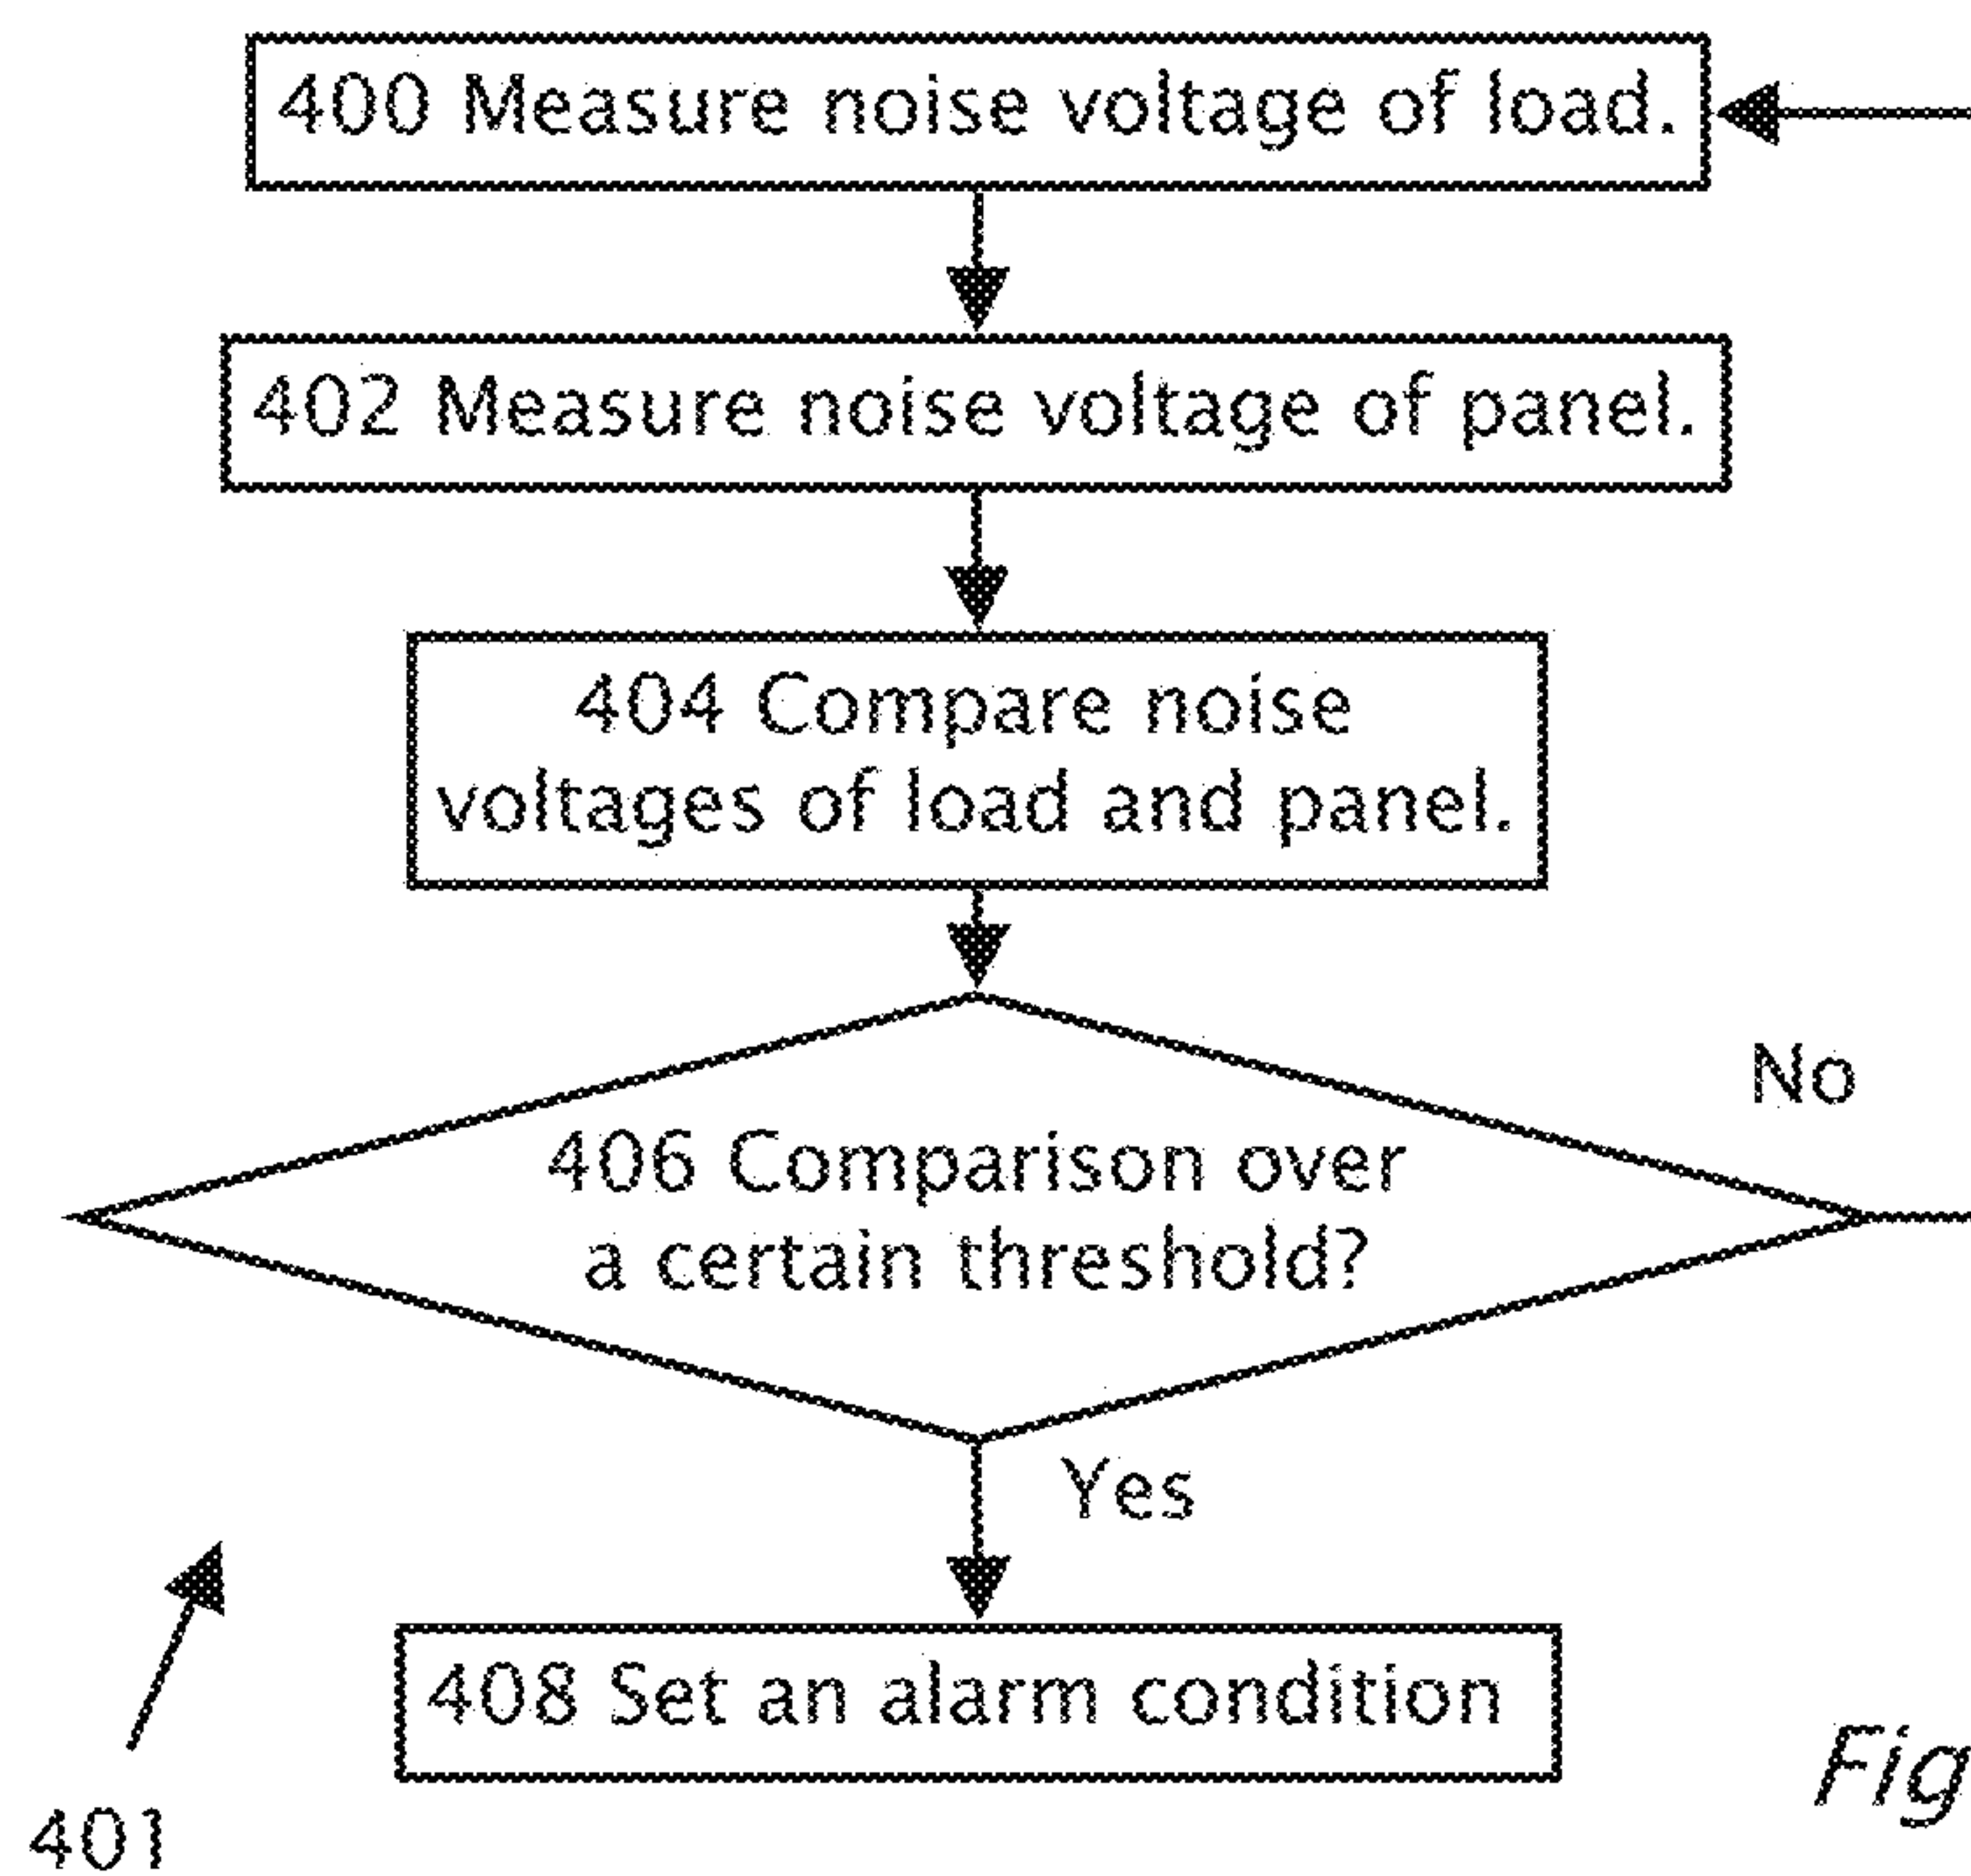 400 Measure noise voltage of load.
402 Measure noise voltage of panel.
404 Compare noise
voltages of load and panel.
No
406 Comparison over
a certain threshold?
Yes
408 Set an alarm condition
Fig
401